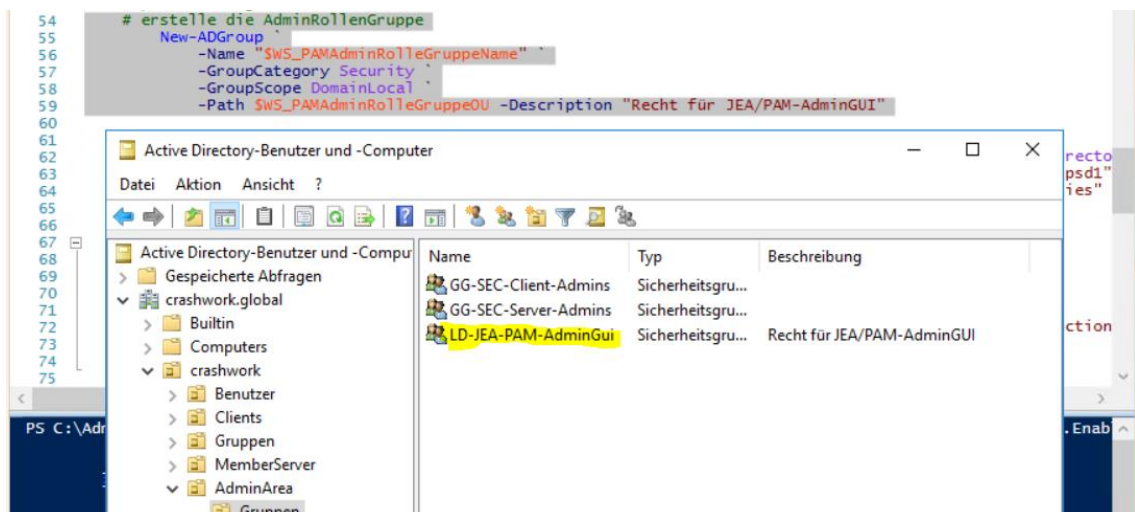 54 # erstelle die AdminRollenGruppe
55 New-ADGroup `
56 -Name "$WS_PAMAdminRolleGruppeName" `
57 -GroupCategory Security `
58 -GroupScope DomainLocal `
59 -Path $WS_PAMAdminRolleGruppeOU -Description "Recht für JEA/PAM-AdminGUI"
60
61
62 recto
63 psd1"
64 ies"
65
66
67
68
69
70
71
72 ction
73
74
75
Active Directory-Benutzer und -Computer
Datei Aktion Ansicht ?
Active Directory-Benutzer und -Compu
Gespeicherte Abfragen
crashwork.global
Builtin
Computers
crashwork
Benutzer
Clients
Gruppen
MemberServer
AdminArea
Gruppen
Name Typ Beschreibung
GG-SEC-Client-Admins Sicherheitsgru...
GG-SEC-Server-Admins Sicherheitsgru...
LD-JEA-PAM-AdminGui Sicherheitsgru... Recht für JEA/PAM-AdminGUI
PS C:\Adm .Enab